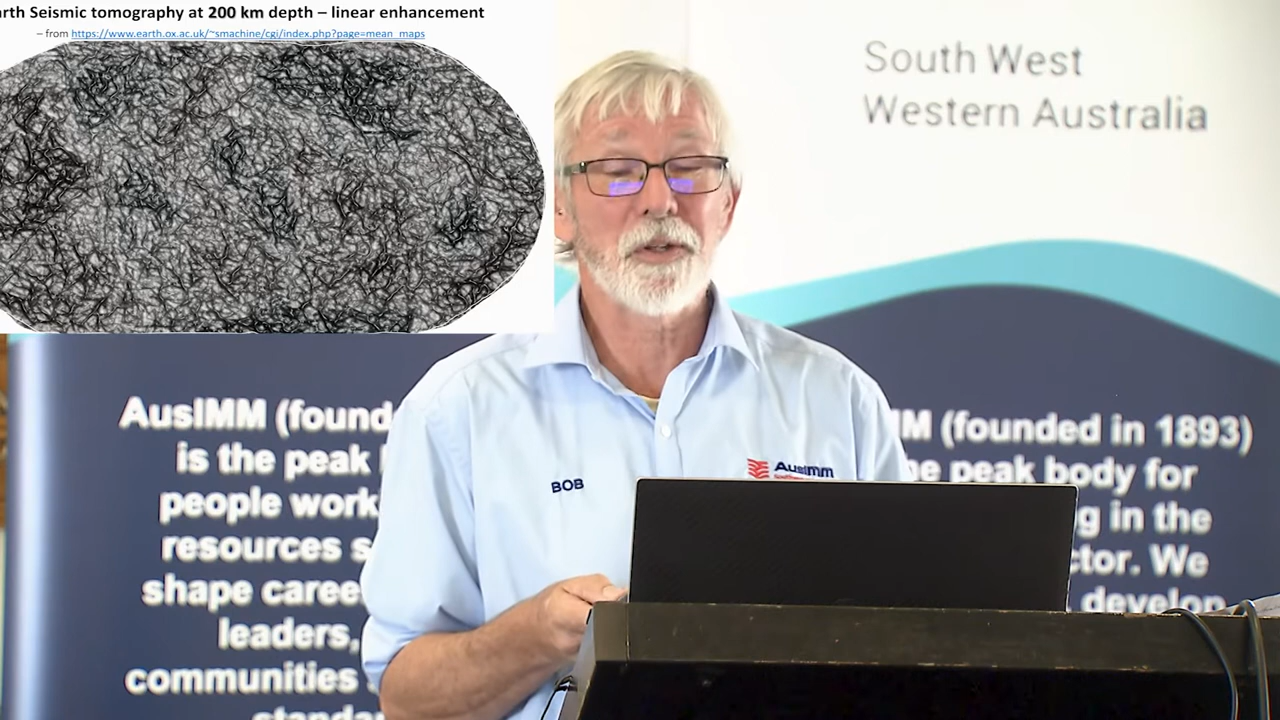 rth Seismic tomography at 200 km depth – linear enhancement
– from https://www.earth.ox.ac.uk/~smachine/cgi/index.php?page=mean_maps
South West
Western Australia
AusIMM (found
is the peak
people work
resources s
shape caree
leaders,
communities
standa
M (founded in 1893)
e peak body for
g in the
ctor. We
develop
BOB
AusIMM